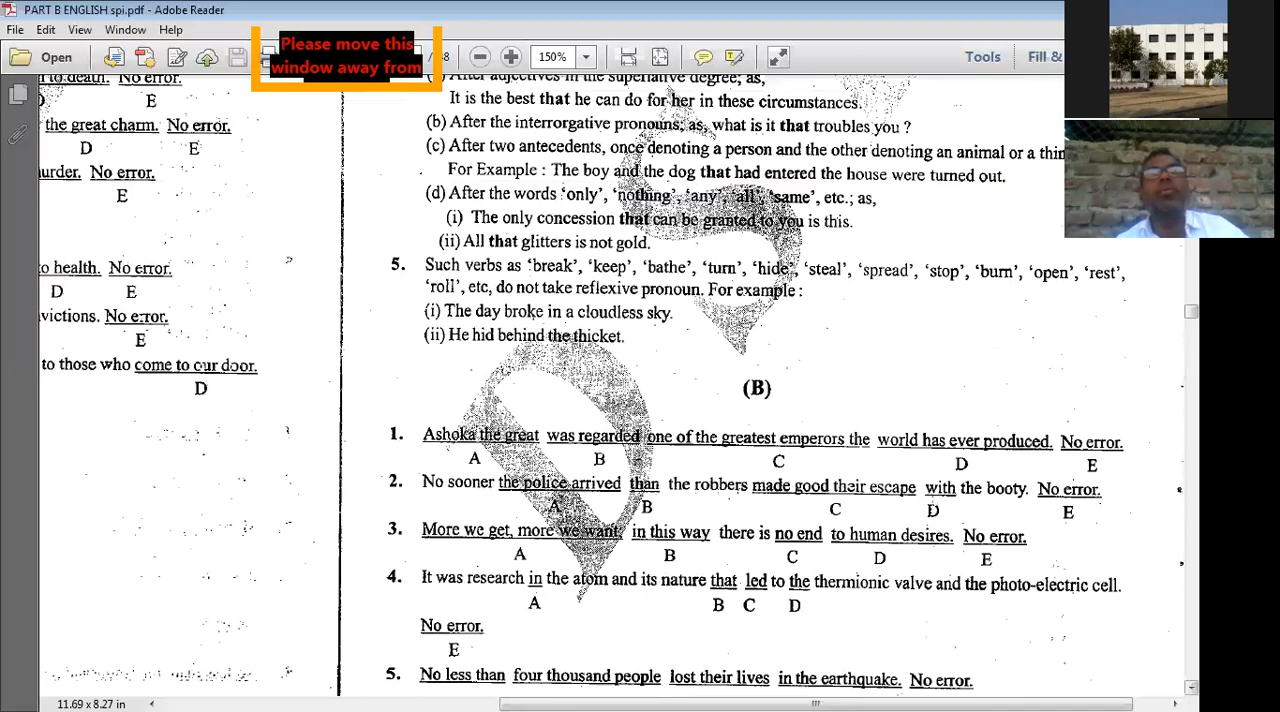 PART B ENGLISH.spi.pdf - Adobe Reader
File Edit View Window Help
Open
Please move this
window away from
/ 38
150%
Tools
Fill &
to death. No error.
E
the great charm. No error.
D E
urder. No error.
E
to health. No error.
D E
victions. No error.
E
to those who come to our door.
D
After adjectives in the superlative degree; as,
It is the best that he can do for her in these circumstances.
(b) After the interrorgative pronouns; as, what is it that troubles you ?
(c) After two antecedents, once denoting a person and the other denoting an animal or a thin
For Example : The boy and the dog that had entered the house were turned out.
(d) After the words 'only', 'nothing', 'any', 'all', 'same', etc.; as,
(i) The only concession that can be granted to you is this.
(ii) All that glitters is not gold.
5. Such verbs as 'break', 'keep', 'bathe', 'turn', 'hide', 'steal', 'spread', 'stop', 'burn', 'open', 'rest',
'roll', etc, do not take reflexive pronoun. For example :
(i) The day broke in a cloudless sky.
(ii) He hid behind the thicket.
(B)
1. Ashoka the great was regarded one of the greatest emperors the world has ever produced. No error.
A B C D E
2. No sooner the police arrived than the robbers made good their escape with the booty. No error.
A B C D E
3. More we get, more we want, in this way there is no end to human desires. No error.
A B C D E
4. It was research in the atom and its nature that led to the thermionic valve and the photo-electric cell.
A B C D
No error.
E
5. No less than four thousand people lost their lives in the earthquake. No error.
11.69 x 8.27 in